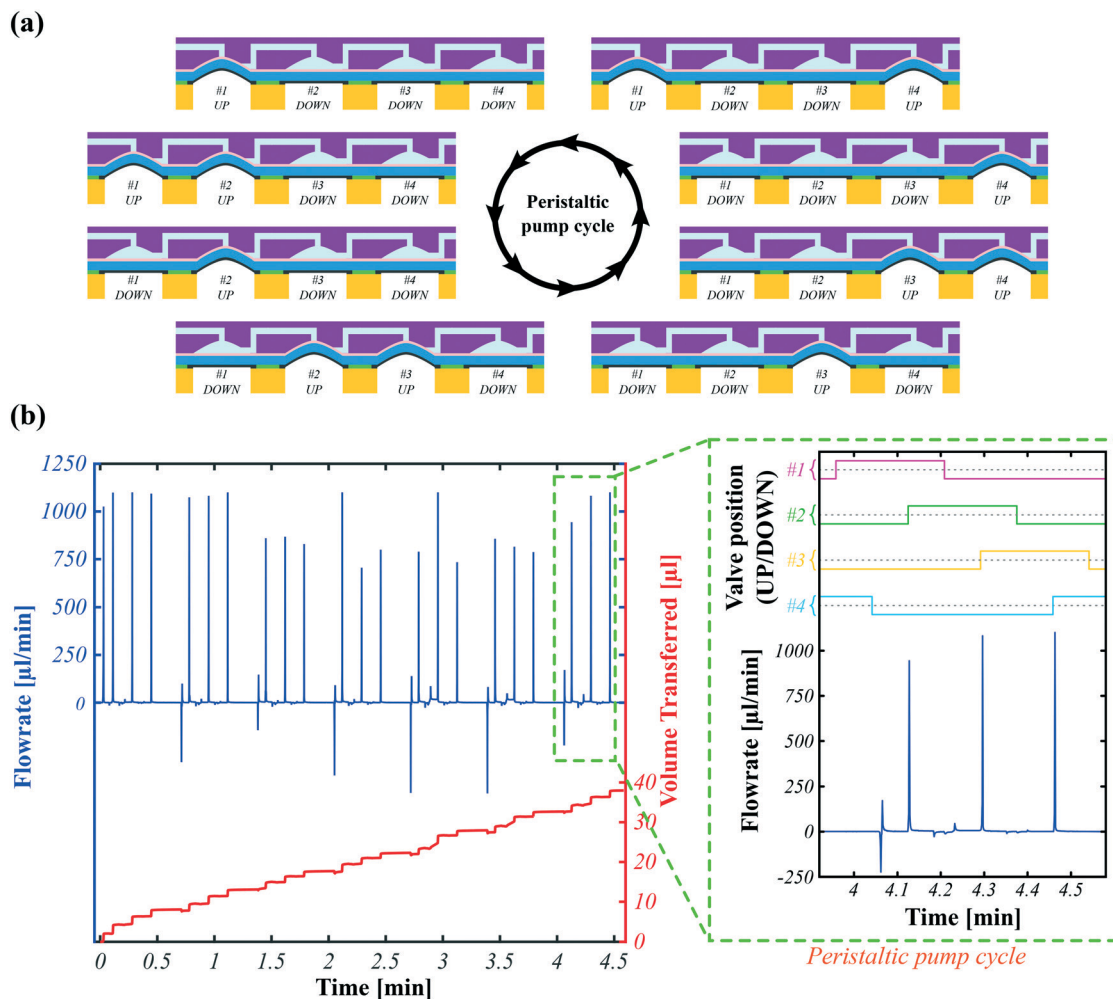 (a)
#1 #2 #3 #4
UP DOWN DOWN DOWN
#1 #2 #3 #4
UP DOWN DOWN UP
#1 #2 #3 #4
UP UP DOWN DOWN
Peristaltic
pump cycle
#1 #2 #3 #4
DOWN DOWN DOWN UP
#1 #2 #3 #4
DOWN UP DOWN DOWN
#1 #2 #3 #4
DOWN DOWN UP UP
#1 #2 #3 #4
DOWN UP UP DOWN
#1 #2 #3 #4
DOWN DOWN UP DOWN
(b)
Flowrate [µl/min]
1250
1000
750
500
250
0
Volume Transferred [µl]
40
30
20
10
0
0 0.5 1 1.5 2 2.5 3 3.5 4 4.5
Time [min]
Valve position
(UP/DOWN)
#1 {
#2 {
#3 {
#4 {
Flowrate [µl/min]
1000
750
500
250
0
-250
4 4.1 4.2 4.3 4.4 4.5
Time [min]
Peristaltic pump cycle